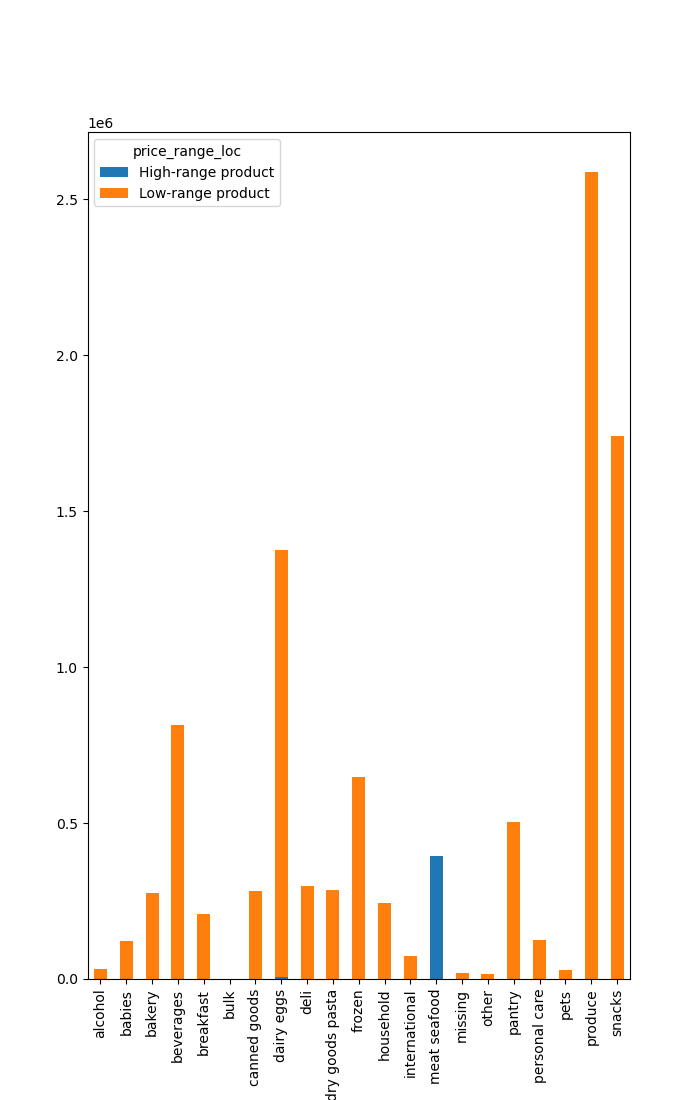 1e6
price_range_loc
High-range product
Low-range product
2.5
2.0
1.5
1.0
0.5
0.0
alcohol
babies
bakery
beverages
breakfast
bulk
canned goods
dairy eggs
deli
dry goods pasta
frozen
household
international
meat seafood
missing
other
pantry
personal care
pets
produce
snacks